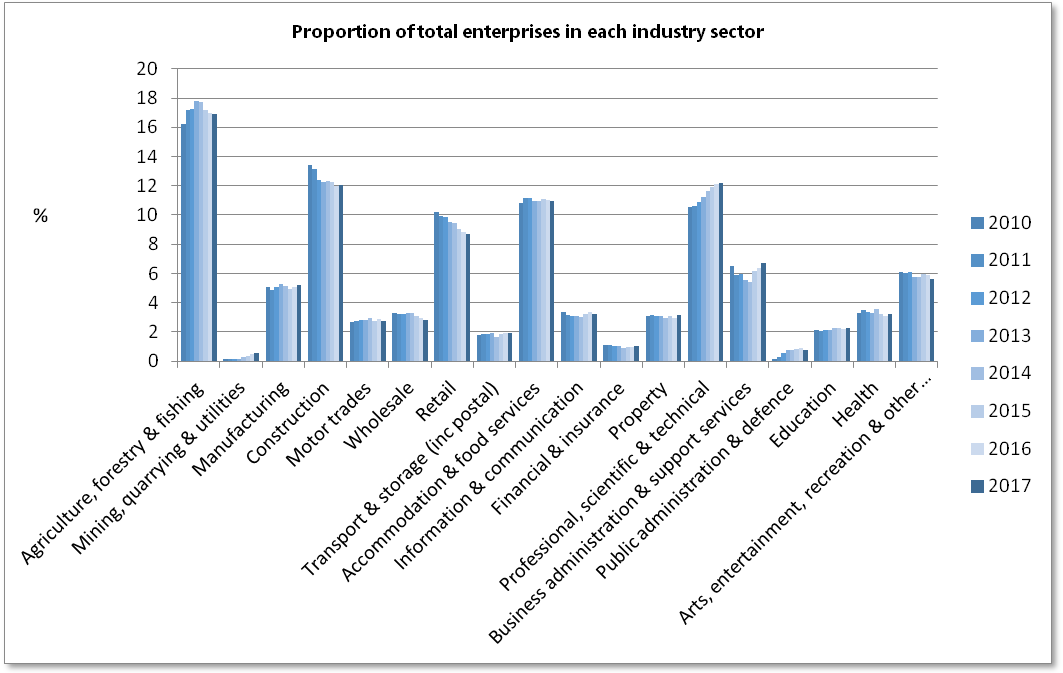 Proportion of total enterprises in each industry sector
20
18
16
14
12
10
8
6
4
2
0
%
Agriculture, forestry & fishing
Mining, quarrying & utilities
Manufacturing
Construction
Motor trades
Wholesale
Retail
Transport & storage (inc postal)
Accommodation & food services
Information & communication
Financial & insurance
Property
Professional, scientific & technical
Business administration & support services
Public administration & defence
Education
Health
Arts, entertainment, recreation & other...
2010
2011
2012
2013
2014
2015
2016
2017